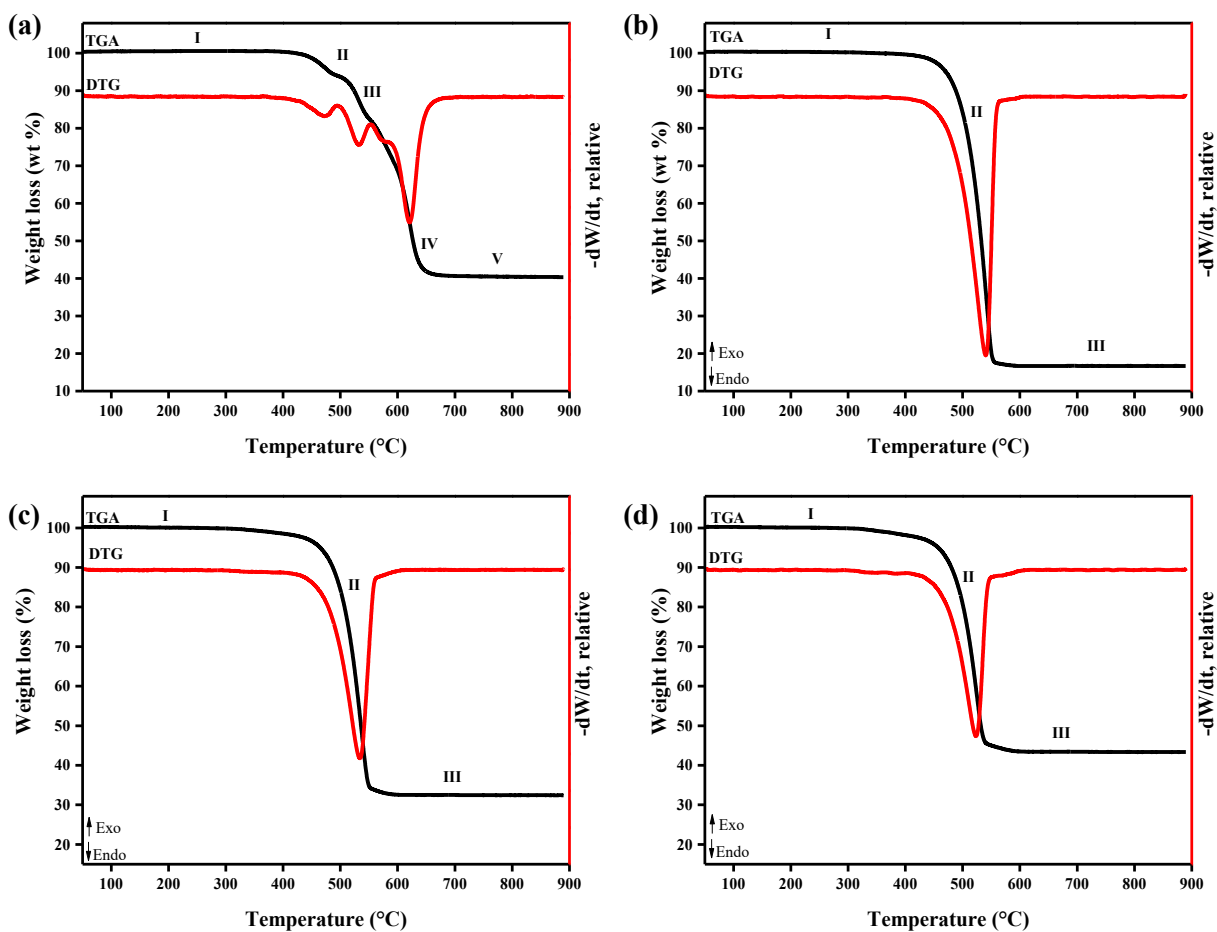 (a)
TGA
I
II
DTG
III
IV
V
100
90
80
70
60
50
40
30
20
10
Weight loss (wt %)
-dW/dt, relative
100 200 300 400 500 600 700 800 900
Temperature (°C)
(b)
TGA
I
DTG
II
III
100
90
80
70
60
50
40
30
20
10
Weight loss (wt %)
-dW/dt, relative
Exo
Endo
100 200 300 400 500 600 700 800 900
Temperature (°C)
(c)
TGA
I
DTG
II
III
100
90
80
70
60
50
40
30
20
Weight loss (%)
-dW/dt, relative
Exo
Endo
100 200 300 400 500 600 700 800 900
Temperature (°C)
(d)
TGA
I
DTG
II
III
100
90
80
70
60
50
40
30
20
Weight loss (%)
-dW/dt, relative
Exo
Endo
100 200 300 400 500 600 700 800 900
Temperature (°C)